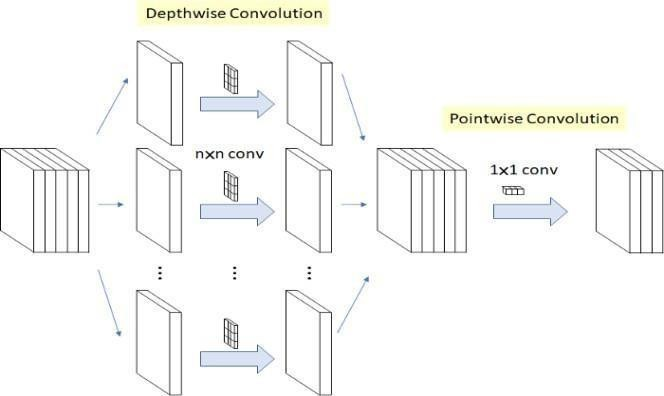 Depthwise Convolution
Pointwise Convolution
nxn conv
1x1 conv